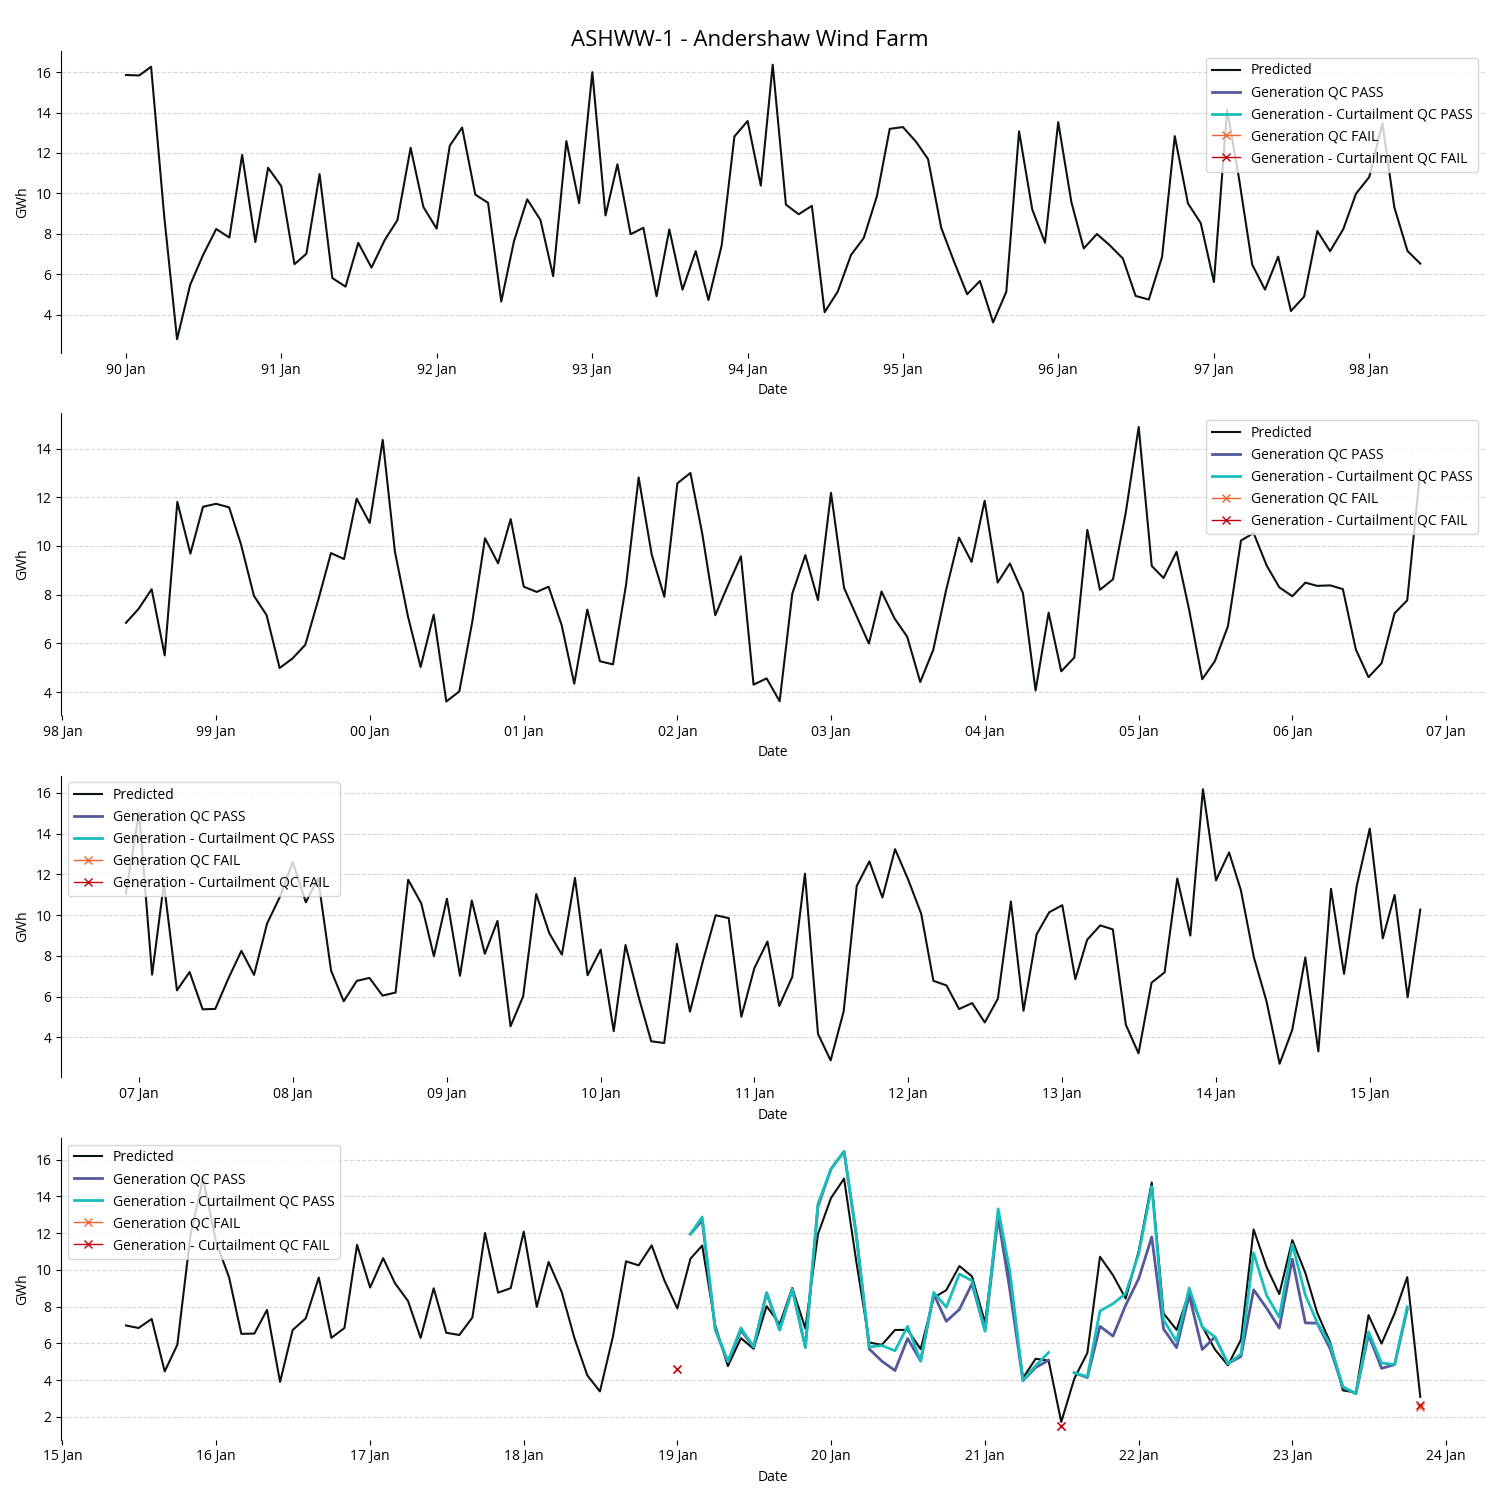 ASHWW-1 - Andershaw Wind Farm
16
14
12
10
8
6
4
GWh
Predicted
Generation QC PASS
Generation - Curtailment QC PASS
Generation QC FAIL
Generation - Curtailment QC FAIL
90 Jan 91 Jan 92 Jan 93 Jan 94 Jan 95 Jan 96 Jan 97 Jan 98 Jan
Date
14
12
10
8
6
4
GWh
Predicted
Generation QC PASS
Generation - Curtailment QC PASS
Generation QC FAIL
Generation - Curtailment QC FAIL
98 Jan 99 Jan 00 Jan 01 Jan 02 Jan 03 Jan 04 Jan 05 Jan 06 Jan 07 Jan
Date
16
14
12
10
8
6
4
GWh
Predicted
Generation QC PASS
Generation - Curtailment QC PASS
Generation QC FAIL
Generation - Curtailment QC FAIL
07 Jan 08 Jan 09 Jan 10 Jan 11 Jan 12 Jan 13 Jan 14 Jan 15 Jan
Date
16
14
12
10
8
6
4
2
GWh
Predicted
Generation QC PASS
Generation - Curtailment QC PASS
Generation QC FAIL
Generation - Curtailment QC FAIL
15 Jan 16 Jan 17 Jan 18 Jan 19 Jan 20 Jan 21 Jan 22 Jan 23 Jan 24 Jan
Date